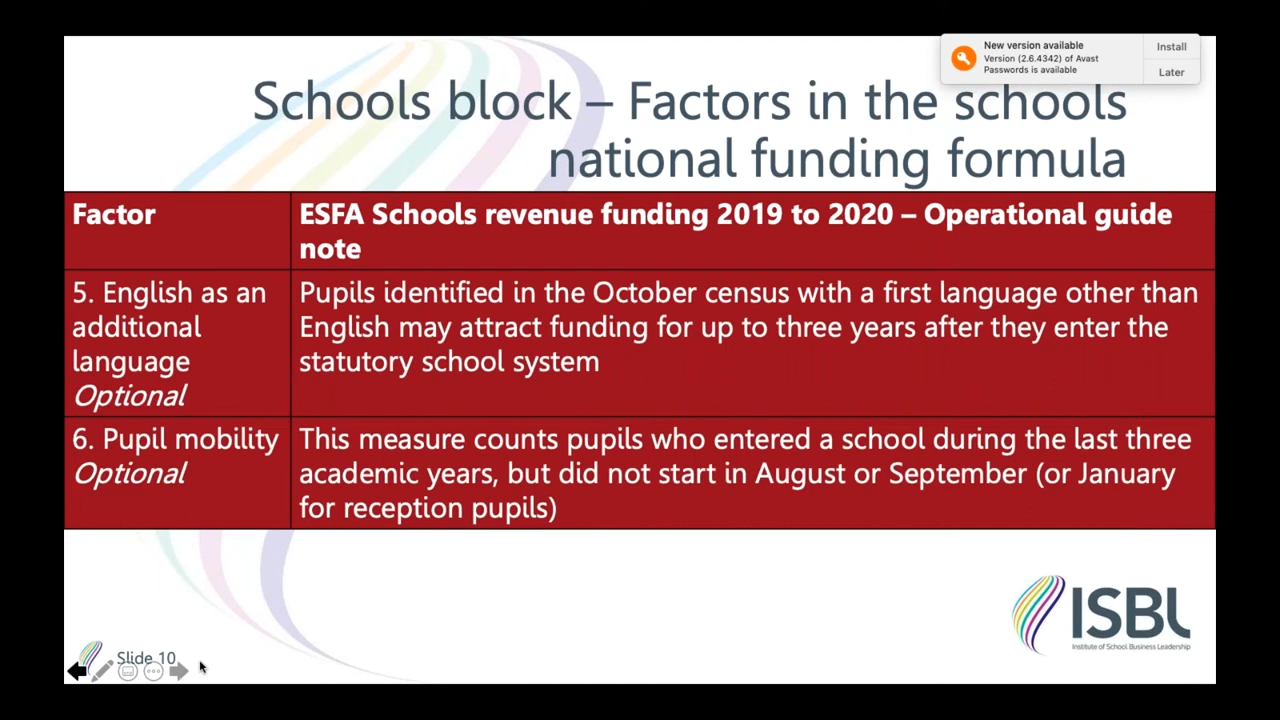 New version available
Version (2.6.4342) of Avast
Passwords is available
Install
Later
Schools block – Factors in the schools
national funding formula
Factor
ESFA Schools revenue funding 2019 to 2020 – Operational guide
note
5. English as an
additional
language
Optional
Pupils identified in the October census with a first language other than
English may attract funding for up to three years after they enter the
statutory school system
6. Pupil mobility
Optional
This measure counts pupils who entered a school during the last three
academic years, but did not start in August or September (or January
for reception pupils)
ISBL
Institute of School Business Leadership
Slide 10